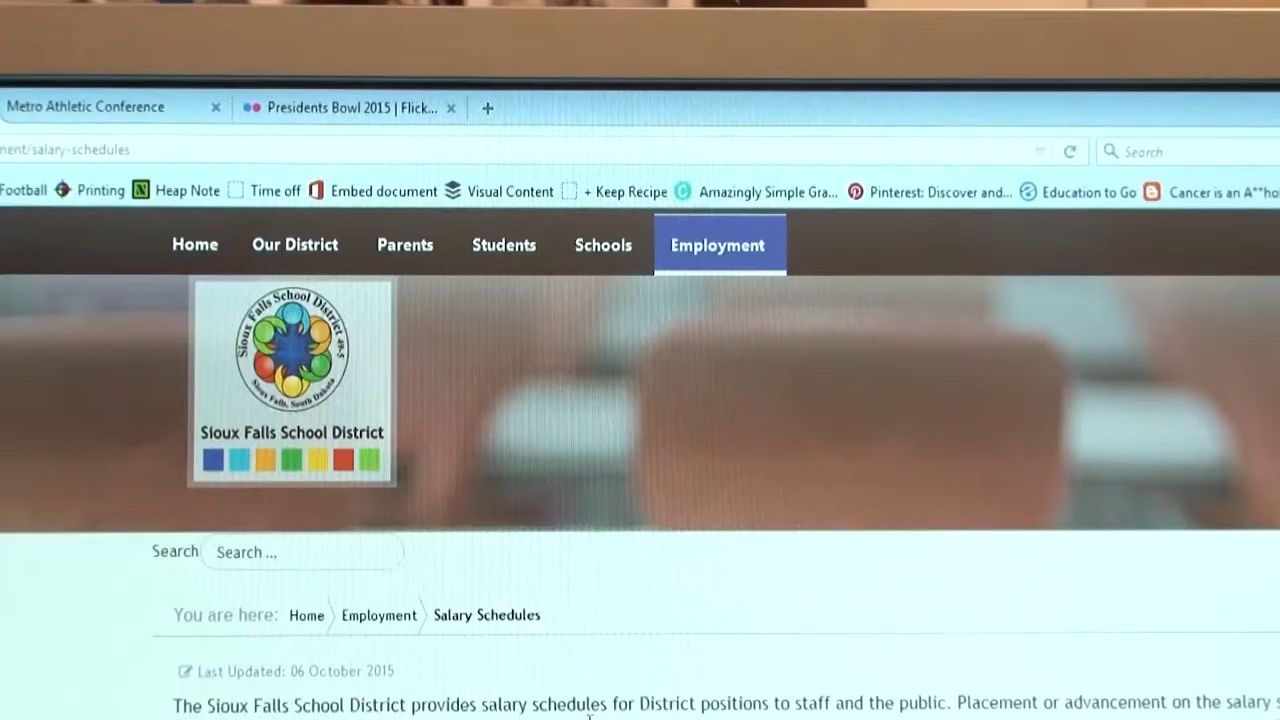 Metro Athletic Conference
Presidents Bowl 2015 | Flick...
ment/salary-schedules
Search
Football Printing Heap Note Time off Embed document Visual Content + Keep Recipe Amazingly Simple Gra... Pinterest: Discover and... Education to Go Cancer is an A**ho
Home Our District Parents Students Schools Employment
Sioux Falls School District 49-5
Sioux Falls, South Dakota
Sioux Falls School District
Search Search ...
You are here: Home Employment Salary Schedules
Last Updated: 06 October 2015
The Sioux Falls School District provides salary schedules for District positions to staff and the public. Placement or advancement on the salary s